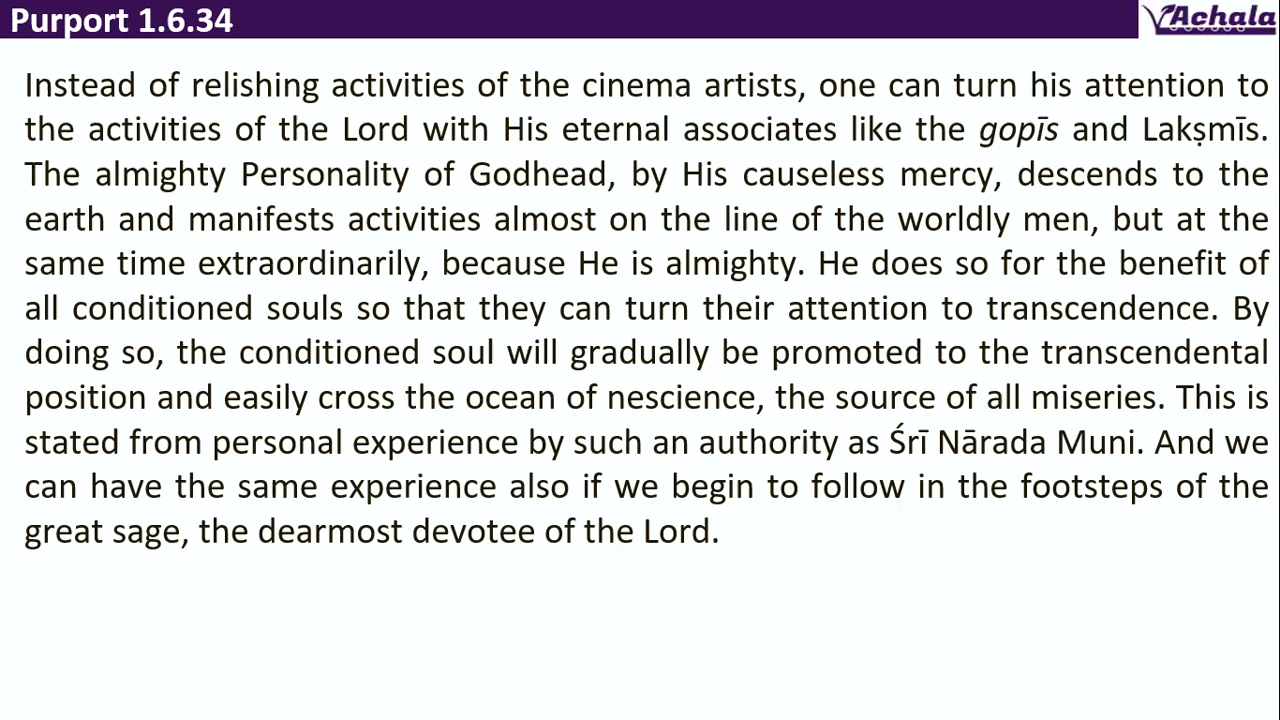 Purport 1.6.34
Achala
Instead of relishing activities of the cinema artists, one can turn his attention to
the activities of the Lord with His eternal associates like the gopīs and Lakṣmīs.
The almighty Personality of Godhead, by His causeless mercy, descends to the
earth and manifests activities almost on the line of the worldly men, but at the
same time extraordinarily, because He is almighty. He does so for the benefit of
all conditioned souls so that they can turn their attention to transcendence. By
doing so, the conditioned soul will gradually be promoted to the transcendental
position and easily cross the ocean of nescience, the source of all miseries. This is
stated from personal experience by such an authority as Śrī Nārada Muni. And we
can have the same experience also if we begin to follow in the footsteps of the
great sage, the dearmost devotee of the Lord.